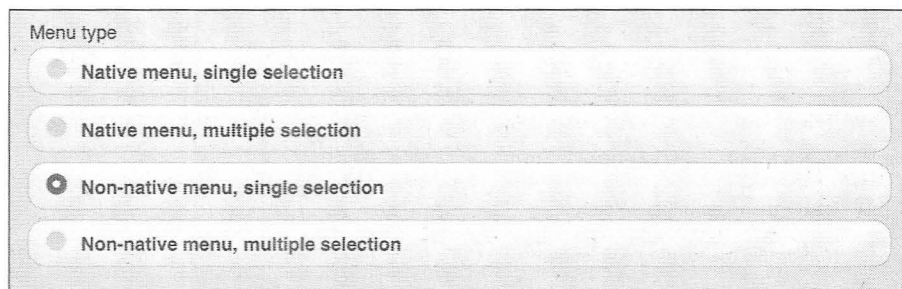 Menu type
Native menu, single selection
Native menu, multiple selection
Non-native menu, single selection
Non-native menu, multiple selection